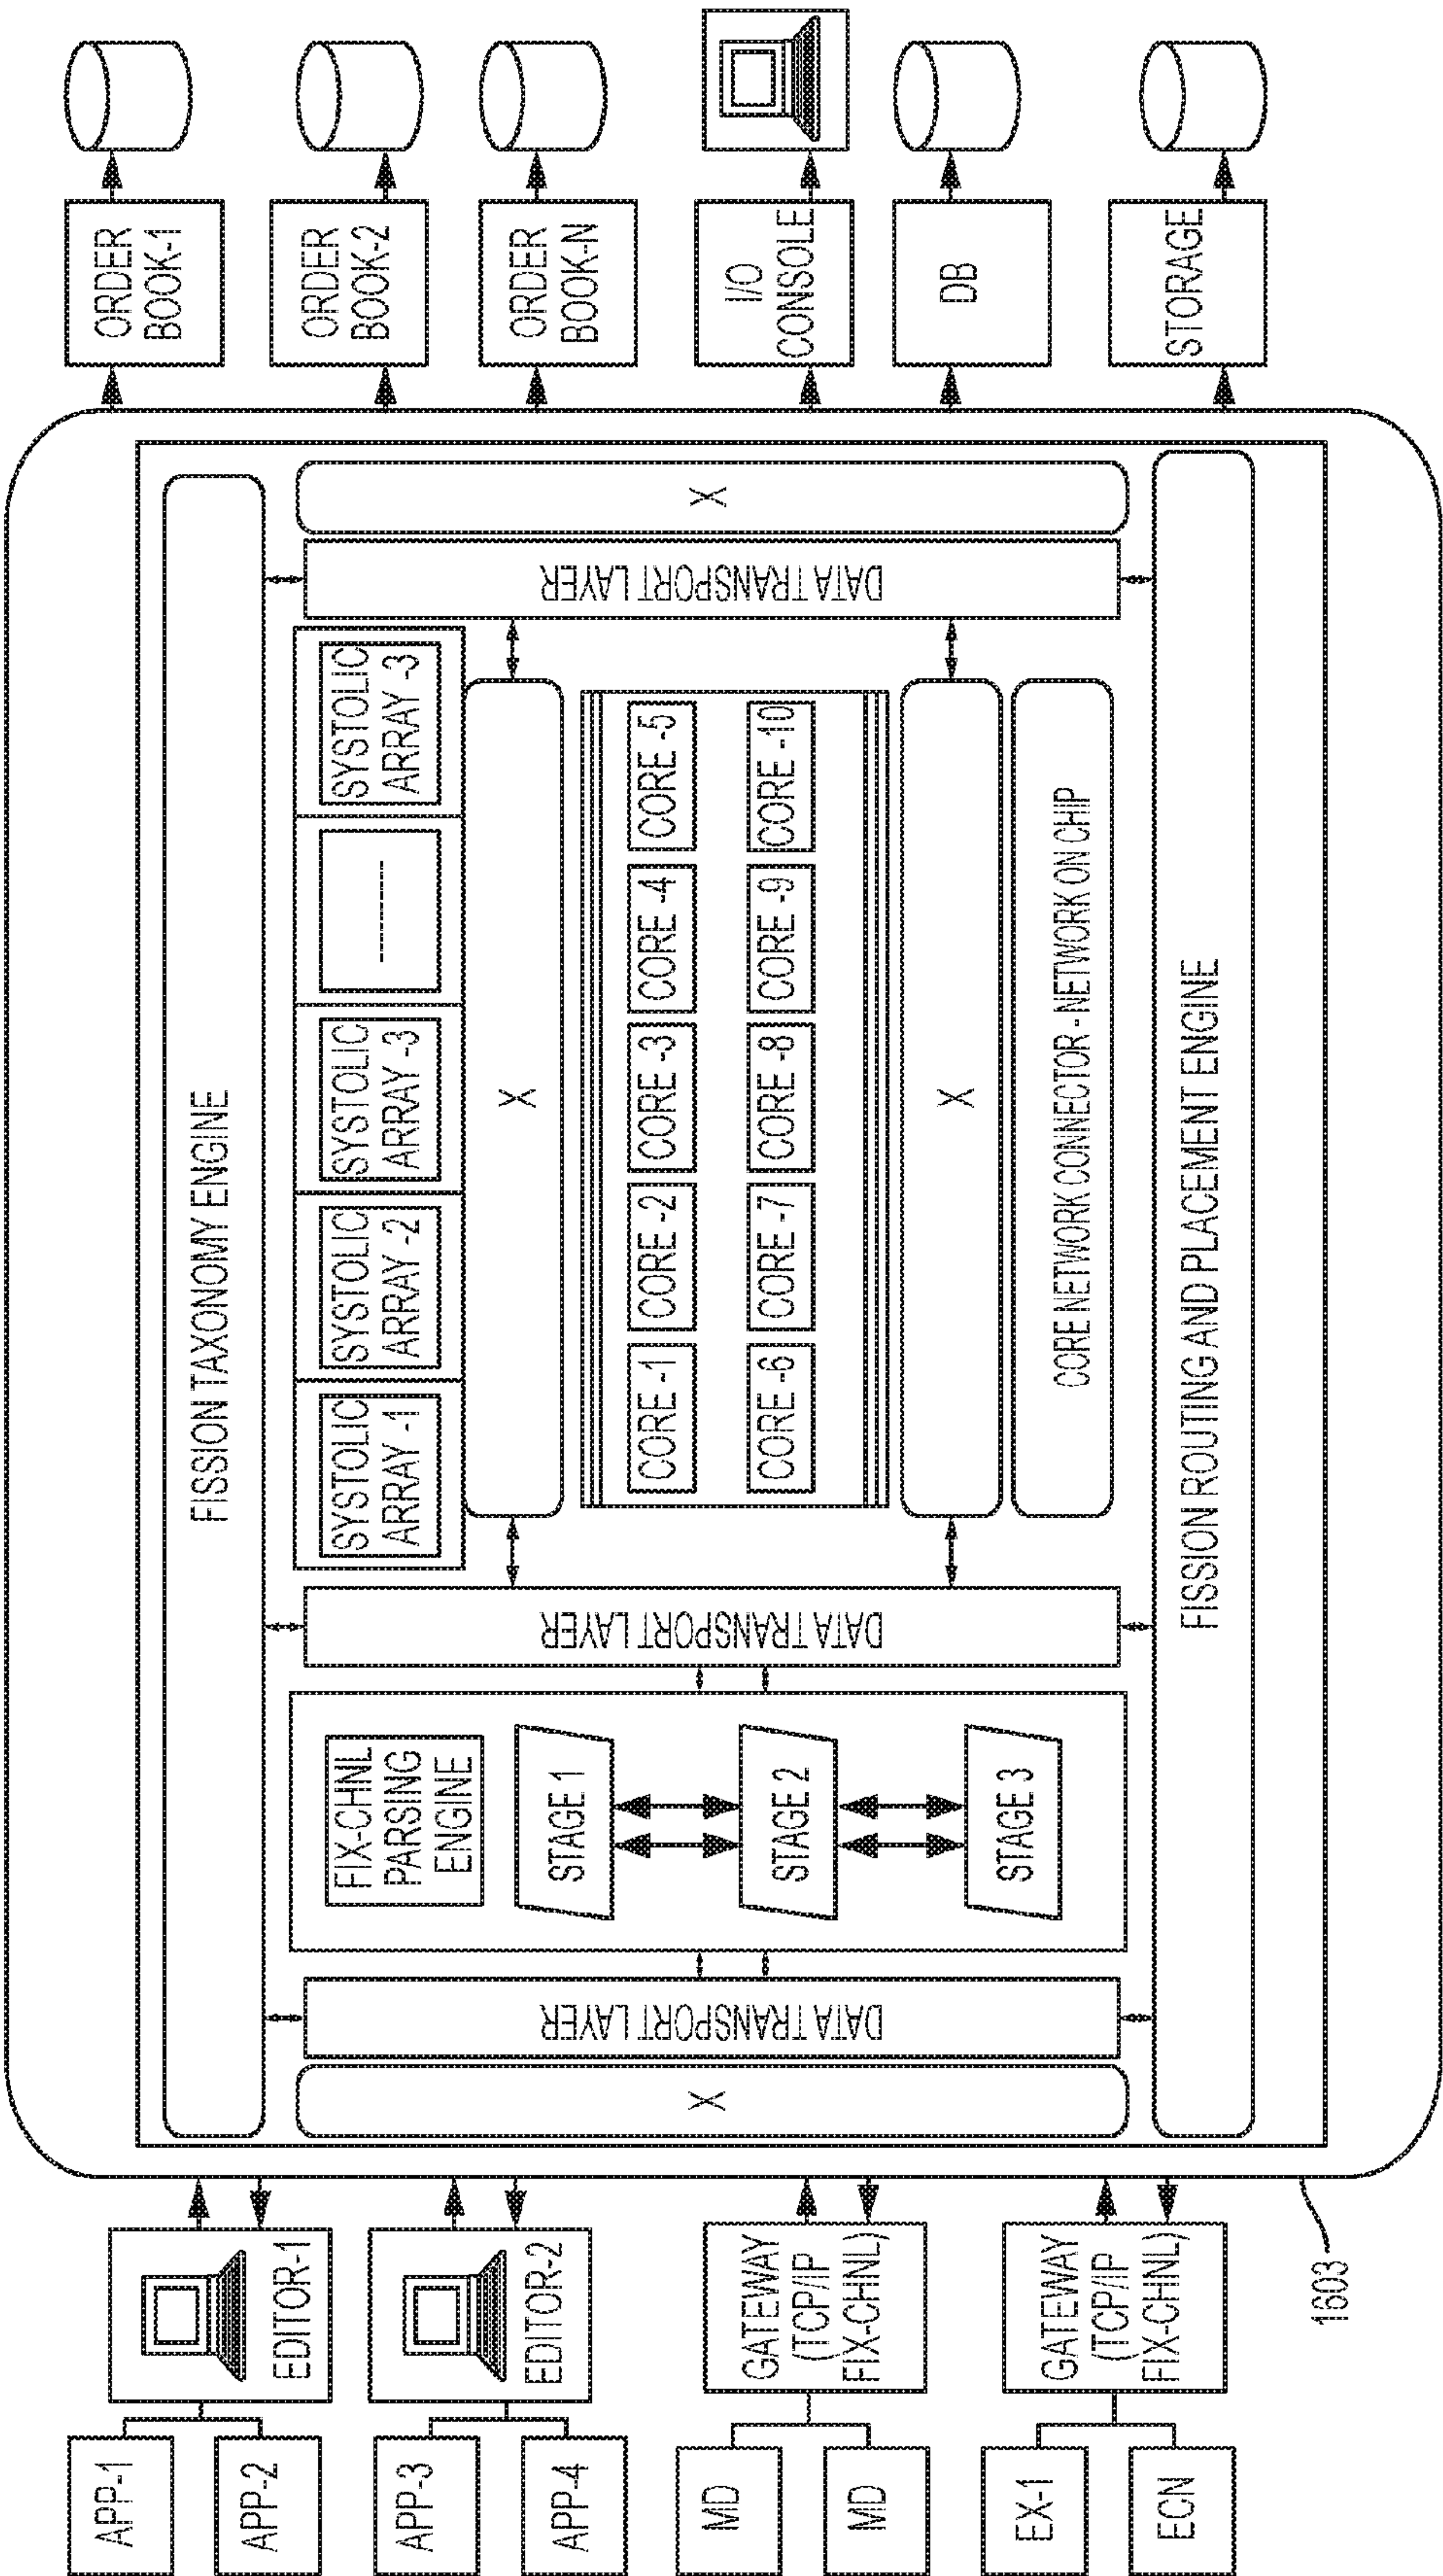 APP-1
APP-2
APP-3
APP-4
MD
MD
EX-1
ECN
EDITOR-1
EDITOR-2
GATEWAY
(TCP/IP
FIX-CHNL)
GATEWAY
(TCP/IP
FIX-CHNL)
1603
FISSION TAXONOMY ENGINE
X
DATA TRANSPORT LAYER
FIX-CHNL
PARSING
ENGINE
STAGE 1
STAGE 2
STAGE 3
DATA TRANSPORT LAYER
SYSTOLIC
ARRAY -1
SYSTOLIC
ARRAY -2
SYSTOLIC
ARRAY -3
--------
SYSTOLIC
ARRAY -3
X
CORE -1
CORE -2
CORE -3
CORE -4
CORE -5
CORE -6
CORE -7
CORE -8
CORE -9
CORE -10
X
CORE NETWORK CONNECTOR - NETWORK ON CHIP
DATA TRANSPORT LAYER
X
FISSION ROUTING AND PLACEMENT ENGINE
ORDER
BOOK-1
ORDER
BOOK-2
ORDER
BOOK-N
I/O
CONSOLE
DB
STORAGE